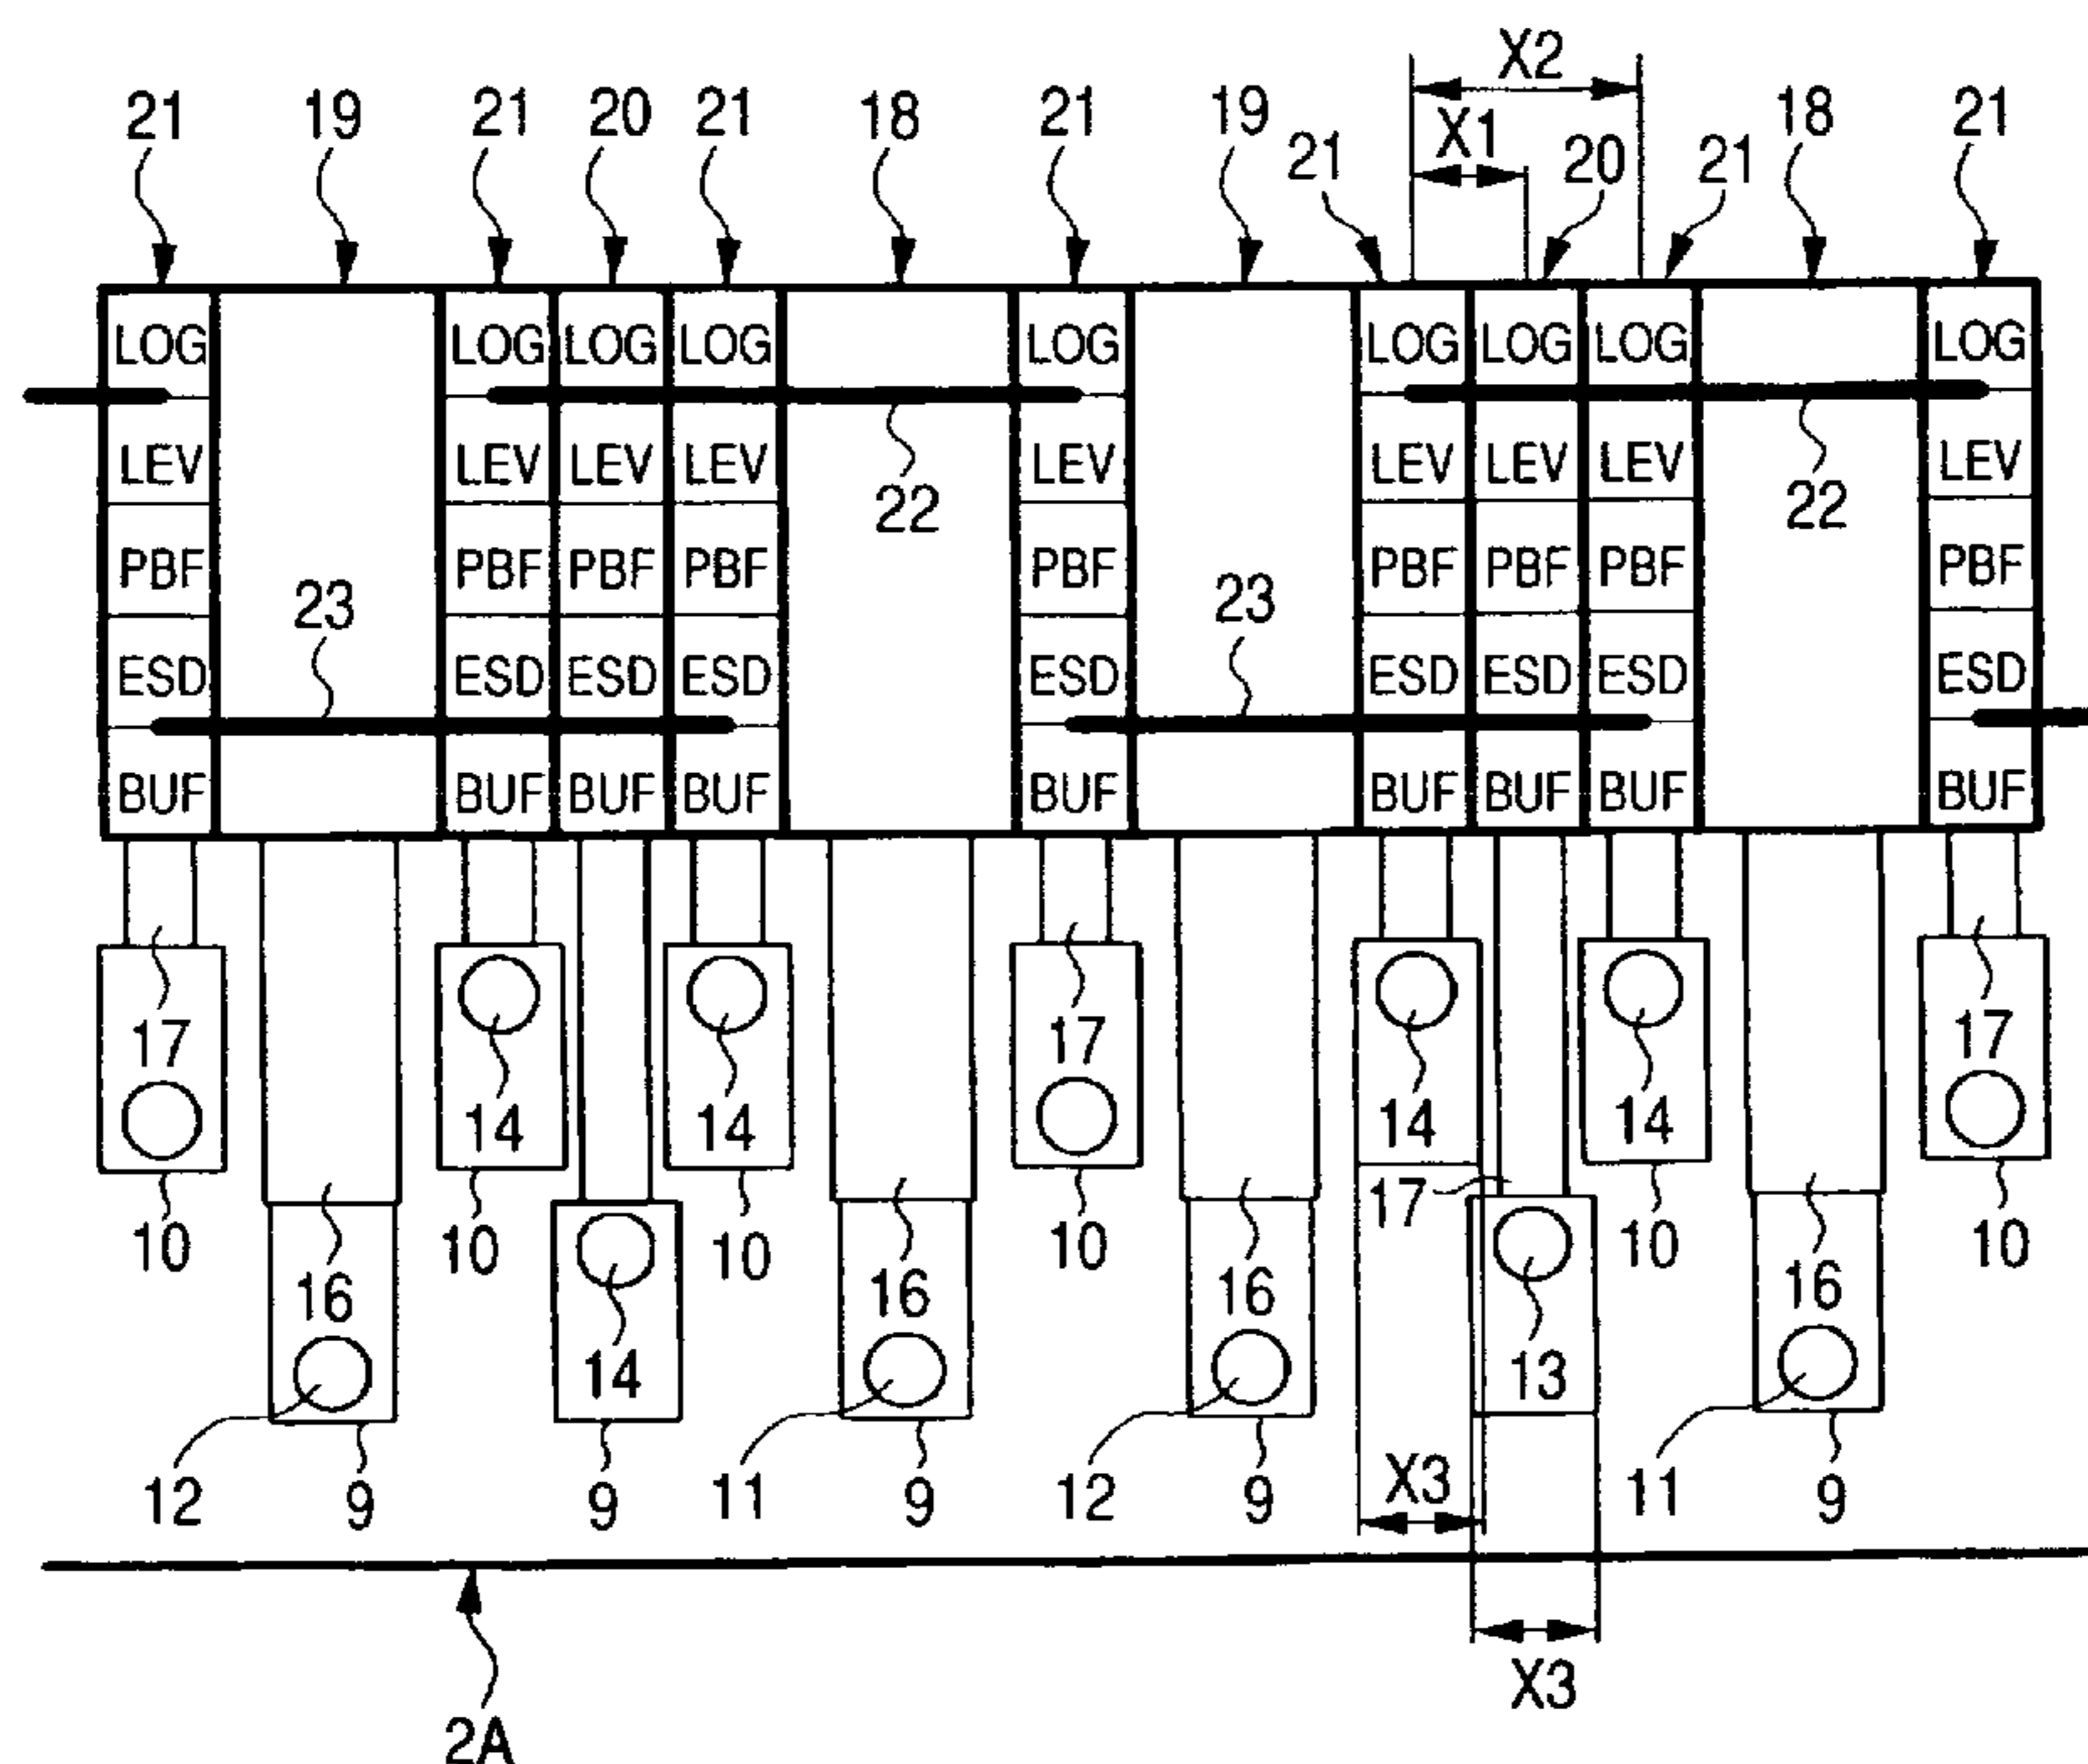 X2
21 19 21 20 21 18 21 19 21 X1 20 21 18 21
LOG LOG LOG LOG LOG LOG LOG LOG LOG
LEV LEV LEV LEV LEV LEV LEV LEV LEV
22 22
PBF PBF PBF PBF PBF PBF PBF PBF PBF
23 23
ESD ESD ESD ESD ESD ESD ESD ESD ESD
BUF BUF BUF BUF BUF BUF BUF BUF BUF
17 17 17
14 14 14 14
17
10 10 10 10 10 10
16 16 16 16
14 13
12 9 9 11 9 12 9 X3 11 9
X3
2A